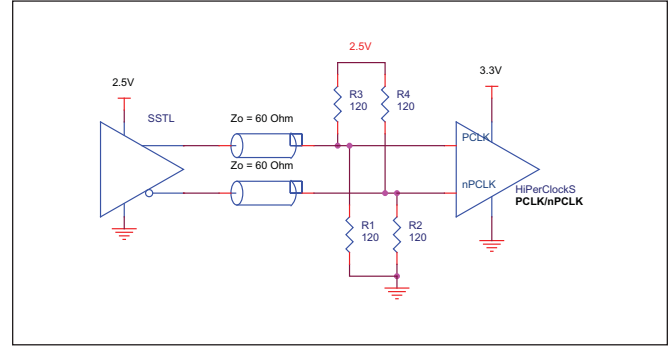 2.5V
2.5V
SSTL
Zo = 60 Ohm
R3
120
R4
120
3.3V
PCLK
Zo = 60 Ohm
nPCLK
HiPerClockS
PCLK/nPCLK
R1
120
R2
120